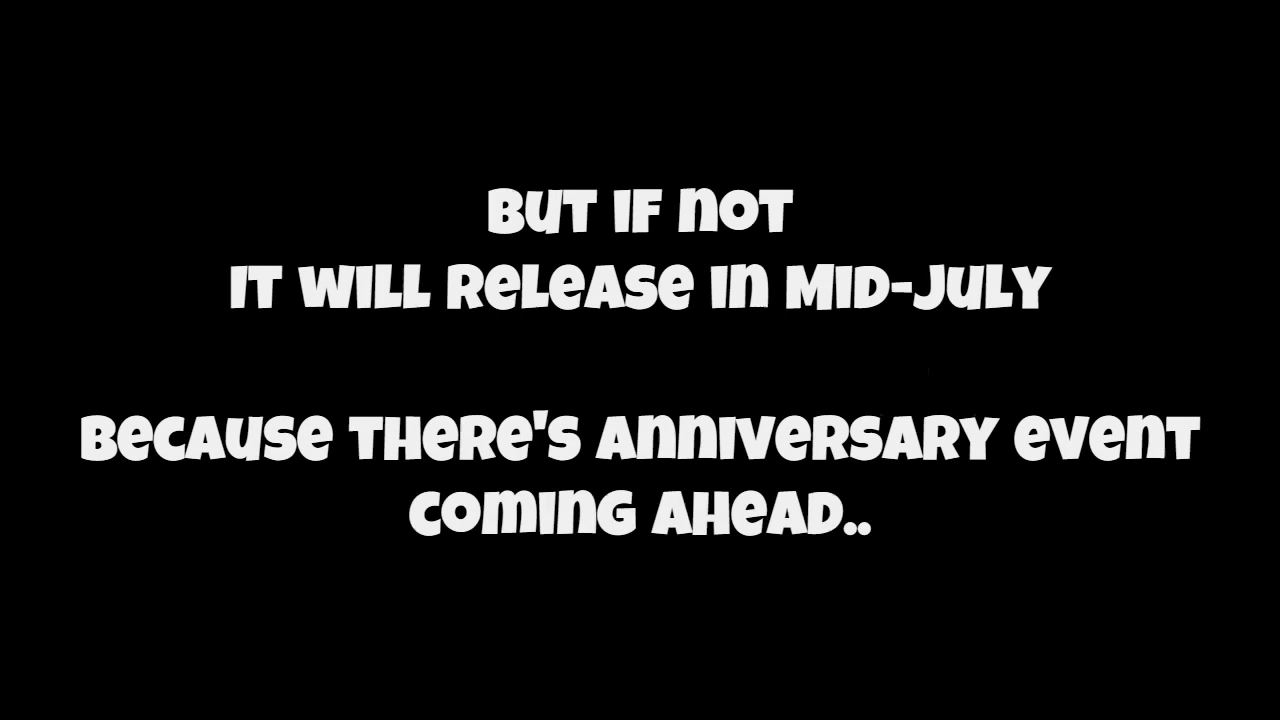 But if not
it will release in Mid-July
Because there's anniversary event
coming ahead..